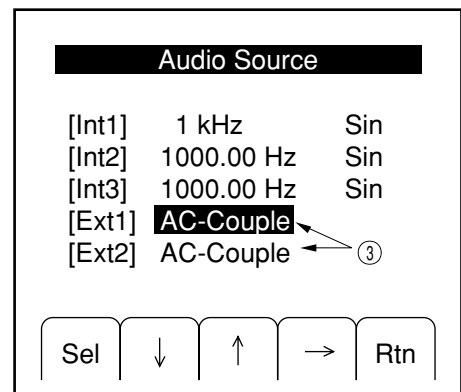 Audio Source
[Int1] 1 kHz Sin
[Int2] 1000.00 Hz Sin
[Int3] 1000.00 Hz Sin
[Ext1] AC-Couple
[Ext2] AC-Couple ③
Sel ↓ ↑ → Rtn